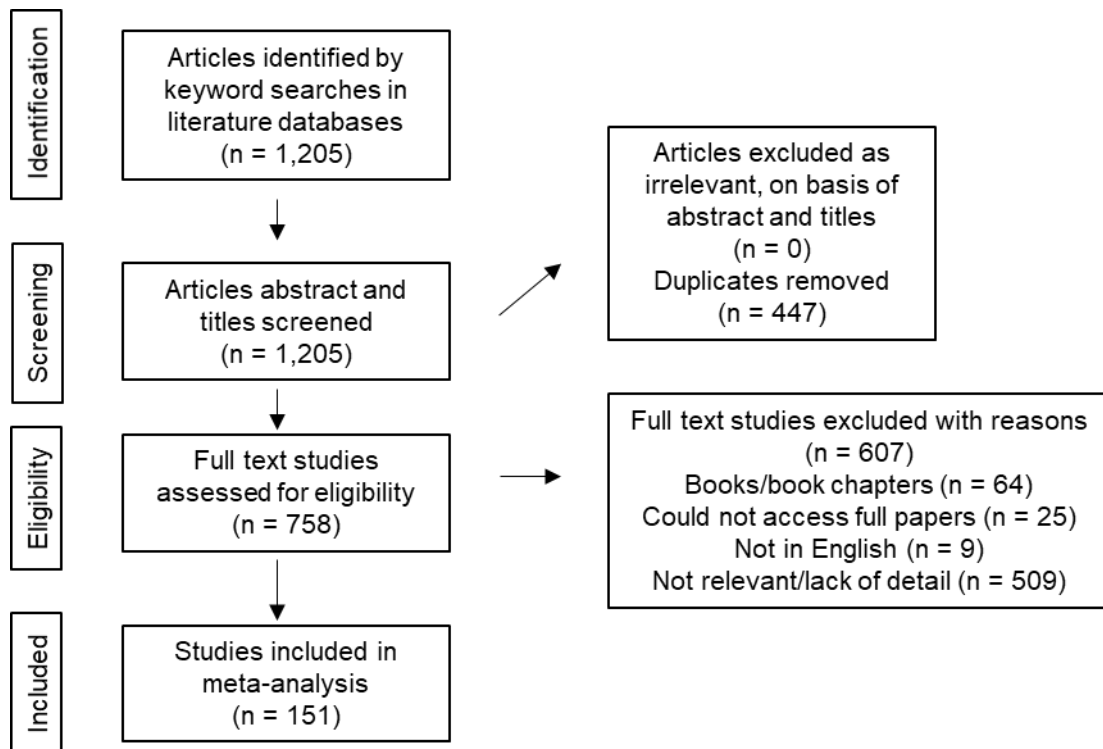 Identification
Articles identified by
keyword searches in
literature databases
(n = 1,205)
Screening
Articles abstract and
titles screened
(n = 1,205)
Articles excluded as
irrelevant, on basis of
abstract and titles
(n = 0)
Duplicates removed
(n = 447)
Eligibility
Full text studies
assessed for eligibility
(n = 758)
Full text studies excluded with reasons
(n = 607)
Books/book chapters (n = 64)
Could not access full papers (n = 25)
Not in English (n = 9)
Not relevant/lack of detail (n = 509)
Included
Studies included in
meta-analysis
(n = 151)